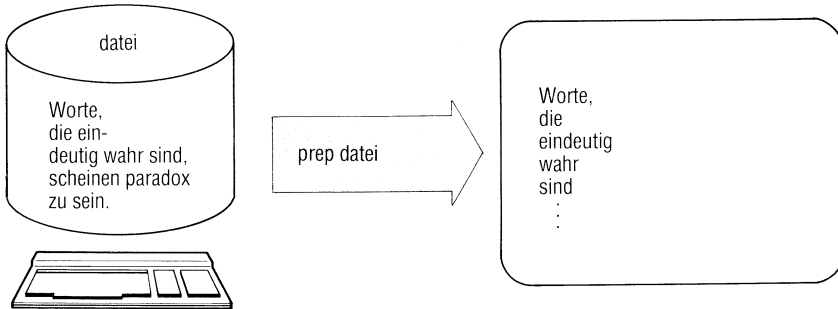 datei
Worte,
die ein-
deutig wahr sind,
scheinen paradox
zu sein.
prep datei
Worte,
die
eindeutig
wahr
sind
⋮